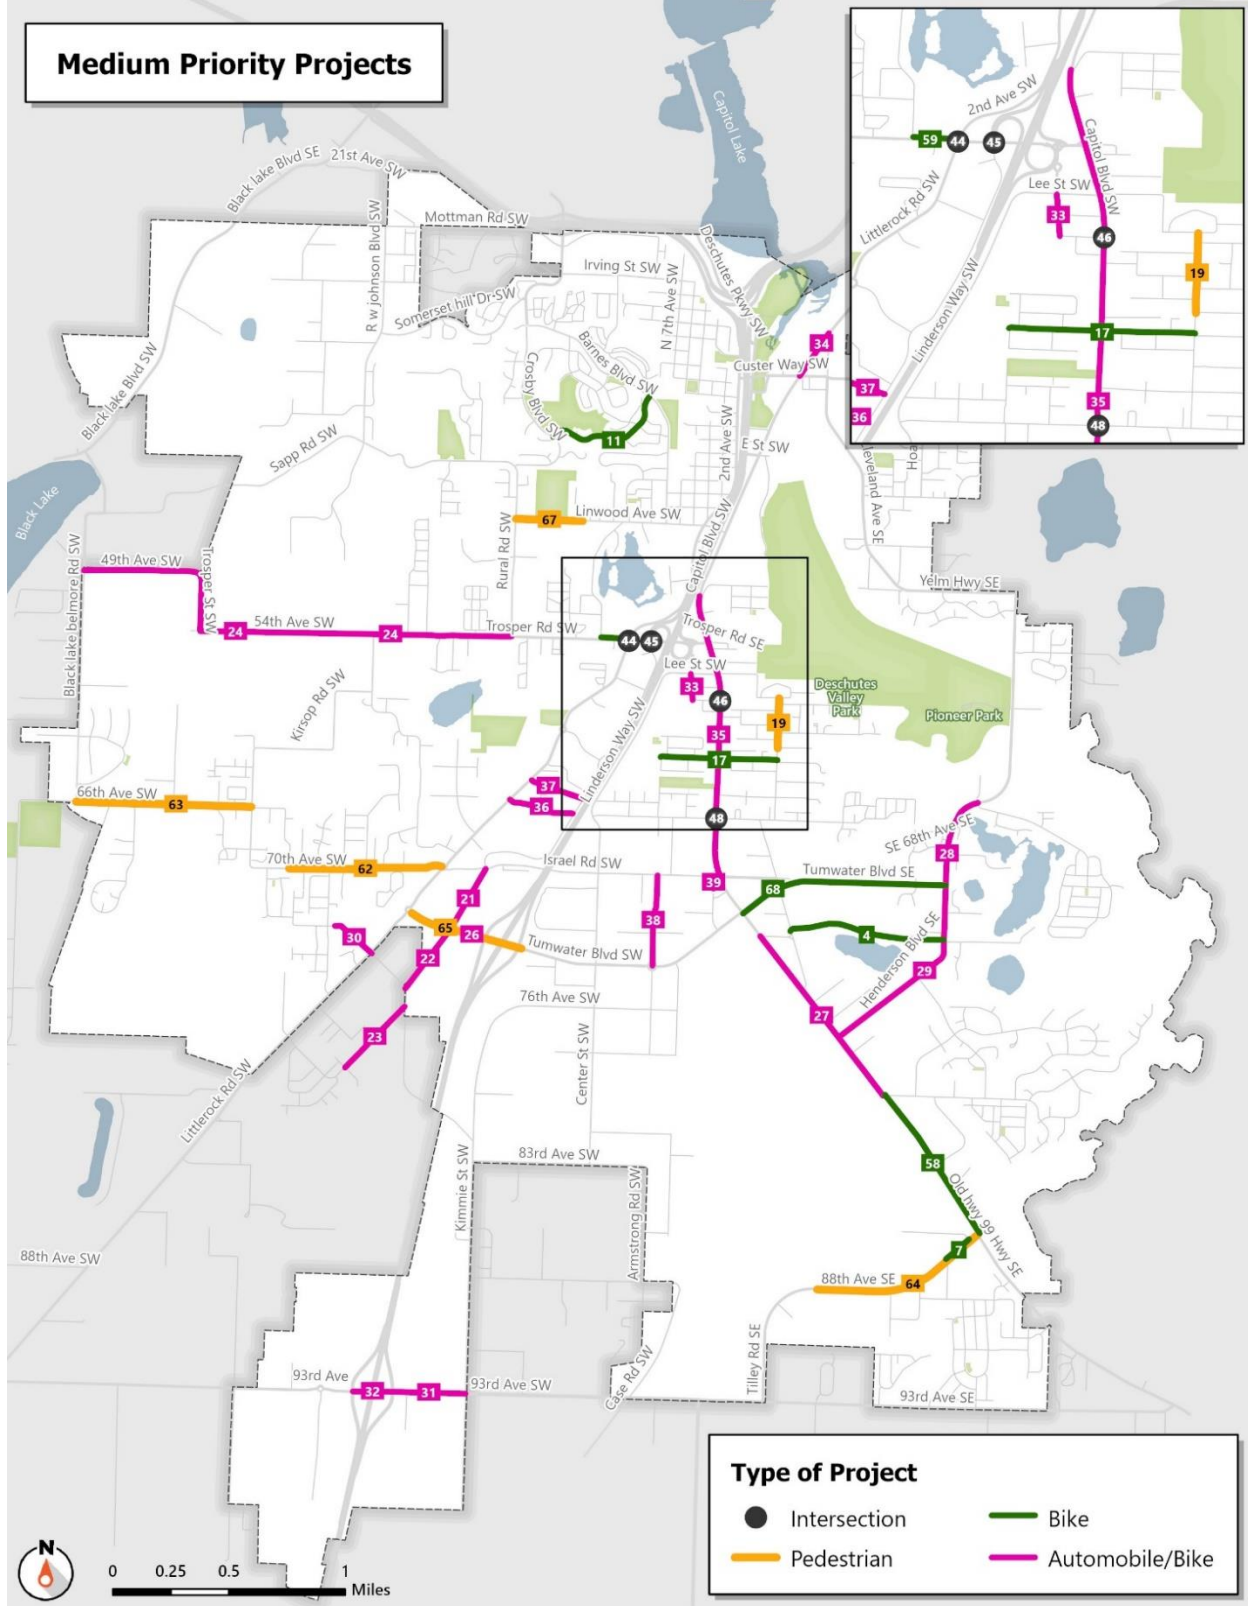 Medium Priority Projects
Capitol Lake
Black lake Blvd SE
21st Ave SW
Mottman Rd SW
R w johnson Blvd SW
Irving St SW
Somerset hill Dr SW
N 7th Ave SW
Deschutes Pkwy SW
Barnes Blvd SW
Crosby Blvd SW
34
Custer Way SW
Black lake Blvd SW
11
2nd Ave SW
E St SW
Cleveland Ave SE
Hoa
Sapp Rd SW
Black Lake
67
Linwood Ave SW
Rural Rd SW
Capitol Blvd SW
Yelm Hwy SE
49th Ave SW
Trosper St SW
Black lake belmore Rd SW
54th Ave SW
24
24
Trosper Rd SW
44
45
Trosper Rd SE
Lee St SW
33
46
Deschutes
Valley
Park
Pioneer Park
Kirsop Rd SW
Linderson Way SW
35
19
17
37
36
48
66th Ave SW
63
SE 68th Ave SE
28
70th Ave SW
62
Israel Rd SW
39
Tumwater Blvd SE
68
21
38
65
26
30
22
Tumwater Blvd SW
4
Henderson Blvd SE
29
76th Ave SW
27
23
Center St SW
Littlerock Rd SW
83rd Ave SW
Kimmie St SW
Armstrong Rd SW
58
Old hwy 99 Hwy SE
7
88th Ave SW
88th Ave SE
64
93rd Ave
32
31
93rd Ave SW
Case Rd SW
Tilley Rd SE
93rd Ave SE
2nd Ave SW
59
44
45
Capitol Blvd SW
Lee St SW
33
Littlerock Rd SW
46
19
Linderson Way SW
17
37
35
36
48
Type of Project
Intersection
Bike
Pedestrian
Automobile/Bike
N
0 0.25 0.5 1
Miles